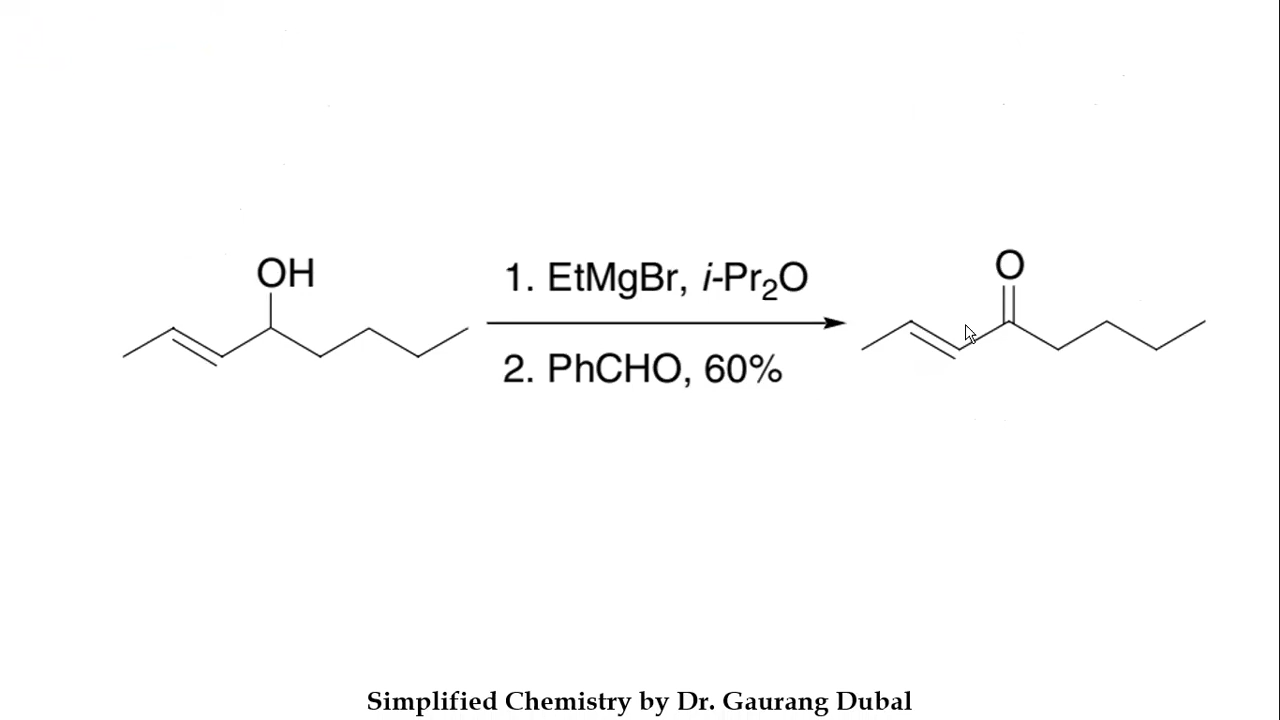 OH
O
1. EtMgBr, i-Pr₂O
2. PhCHO, 60%
Simplified Chemistry by Dr. Gaurang Dubal